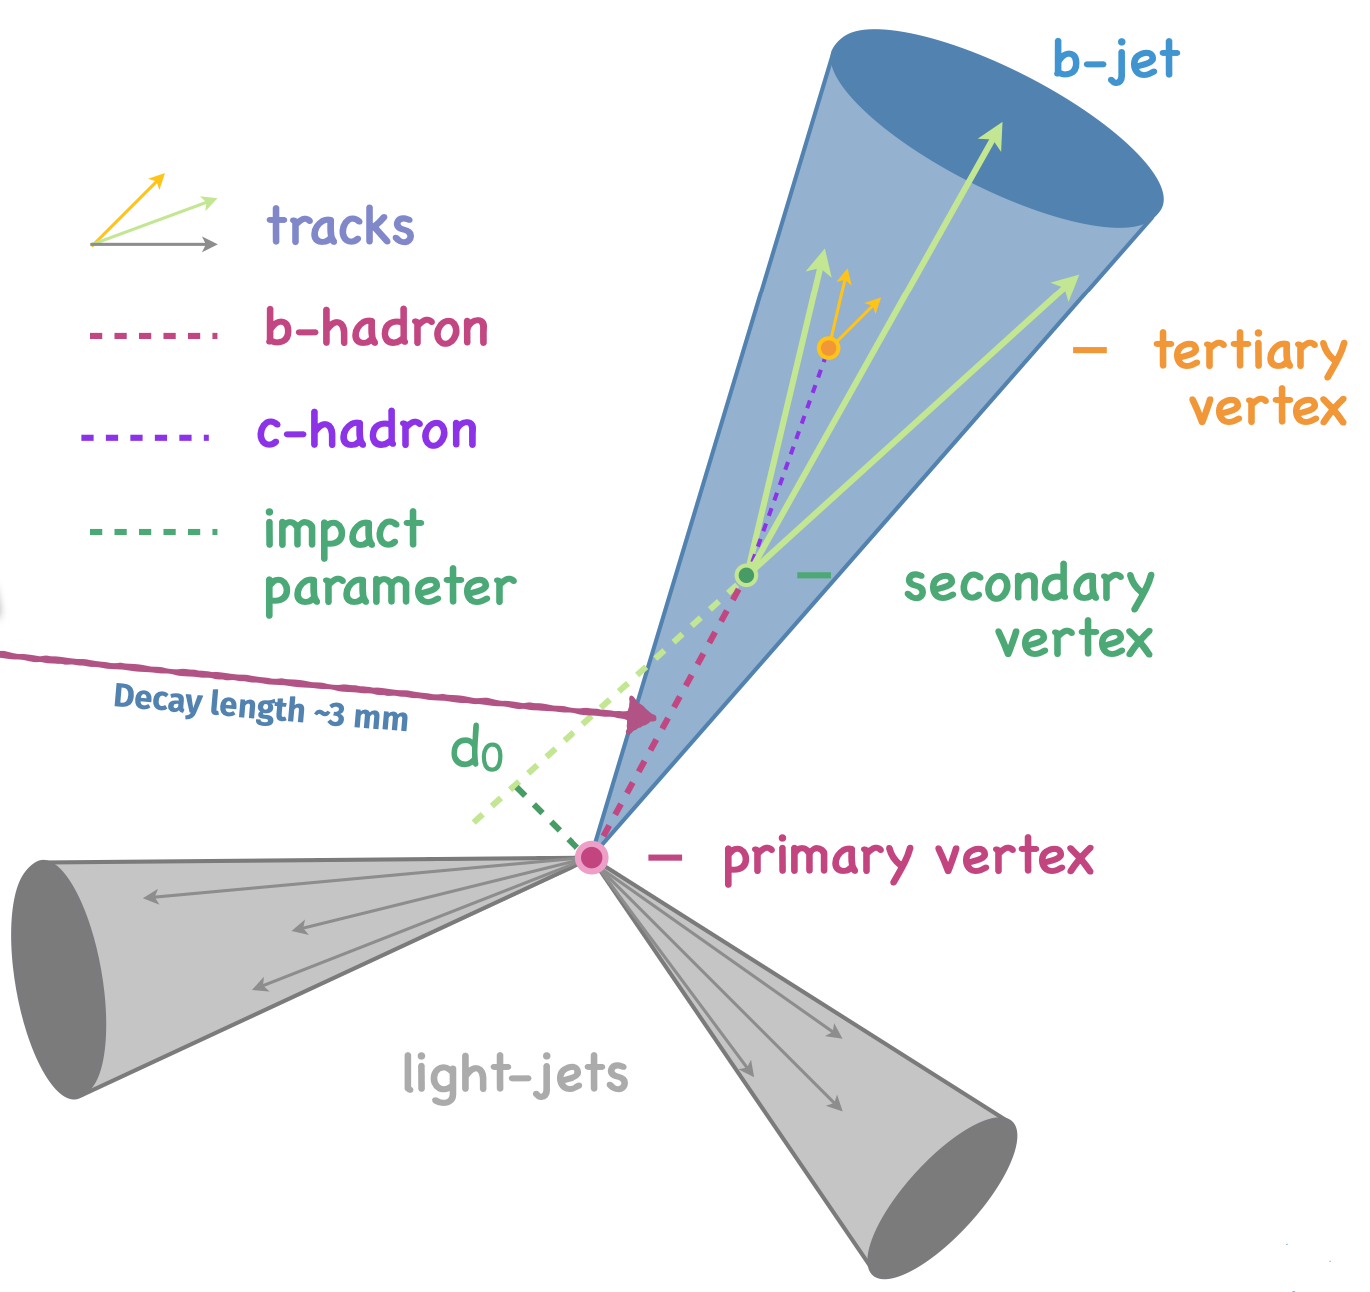 b-jet
tracks
b-hadron
c-hadron
impact
parameter
tertiary
vertex
secondary
vertex
Decay length ~3 mm
d0
primary vertex
light-jets